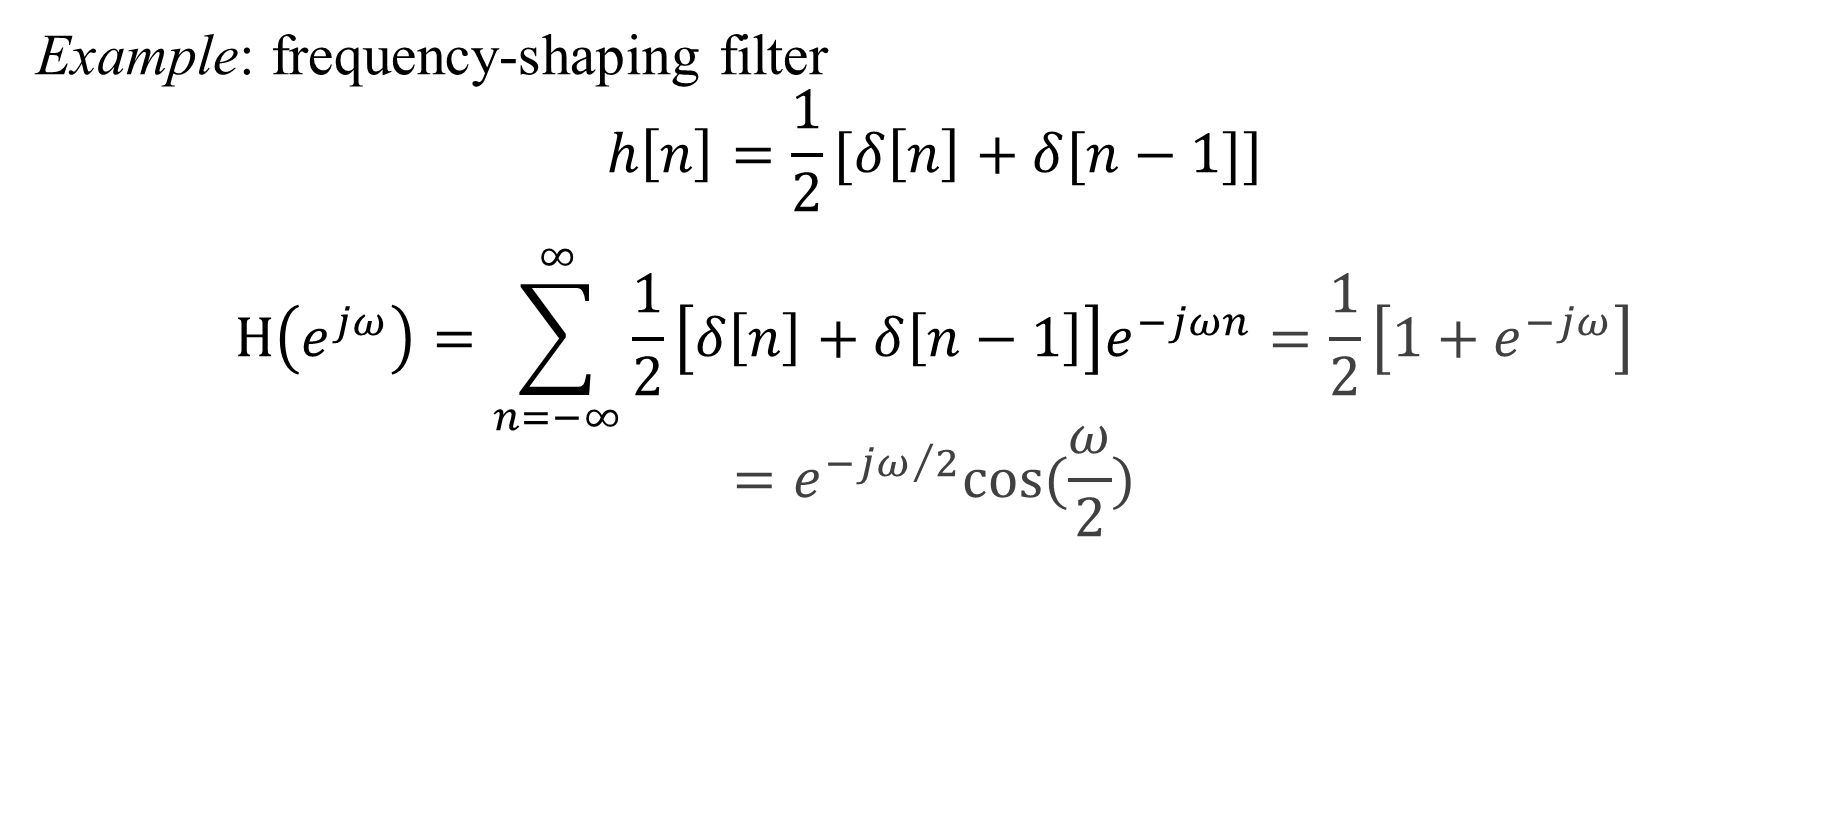 Example: frequency-shaping filter
h[n] = 1/2 [δ[n] + δ[n − 1]]
H(e^{jω}) = ∑_{n=−∞}^{∞} 1/2 [δ[n] + δ[n − 1]]e^{−jωn} = 1/2 [1 + e^{−jω}]
= e^{−jω/2} cos(ω/2)